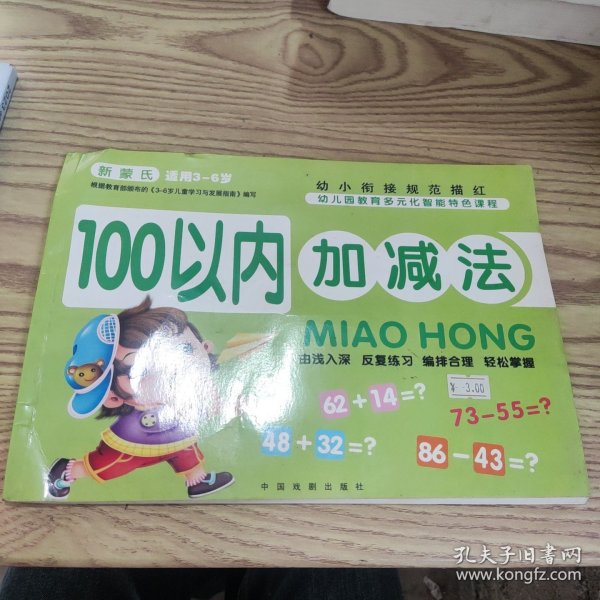 新蒙氏 适用3-6岁
根据教育部颁布的《3-6岁儿童学习与发展指南》编写
幼小衔接规范描红
幼儿园教育多元化智能特色课程
100以内 加减法
MIAO HONG
由浅入深 反复练习 编排合理 轻松掌握
¥ 3.00
62+14=?
73-55=?
48+32=?
86-43=?
中国戏剧出版社
孔夫子旧书网
www.kongfz.com